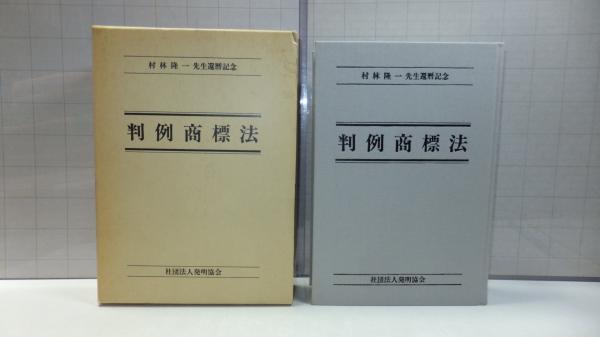 村林隆一先生還暦記念
判例商標法
社団法人発明協会
村林隆一先生還暦記念
判例商標法
社団法人発明協会